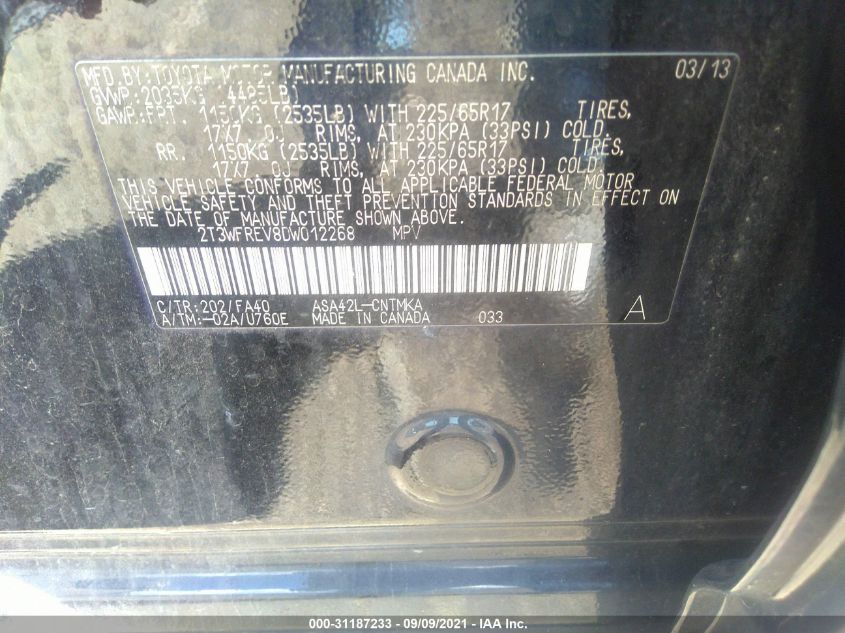 MFD.BY:TOYOTA MOTOR MANUFACTURING CANADA INC. 03/13
GVWR:2035KG (4485LB)
GAWR:FRT. 1150KG (2535LB) WITH 225/65R17 TIRES,
17X7.0J RIMS, AT 230KPA (33PSI) COLD.
RR. 1150KG (2535LB) WITH 225/65R17 TIRES,
17X7.0J RIMS, AT 230KPA (33PSI) COLD.
THIS VEHICLE CONFORMS TO ALL APPLICABLE FEDERAL MOTOR
VEHICLE SAFETY AND THEFT PREVENTION STANDARDS IN EFFECT ON
THE DATE OF MANUFACTURE SHOWN ABOVE.
2T3WFREV8DW012268 MPV
C/TR:202/FA40 ASA42L-CNTMKA
A/TM:-02A/U760E MADE IN CANADA 033 A
000-31187233 - 09/09/2021 - IAA Inc.